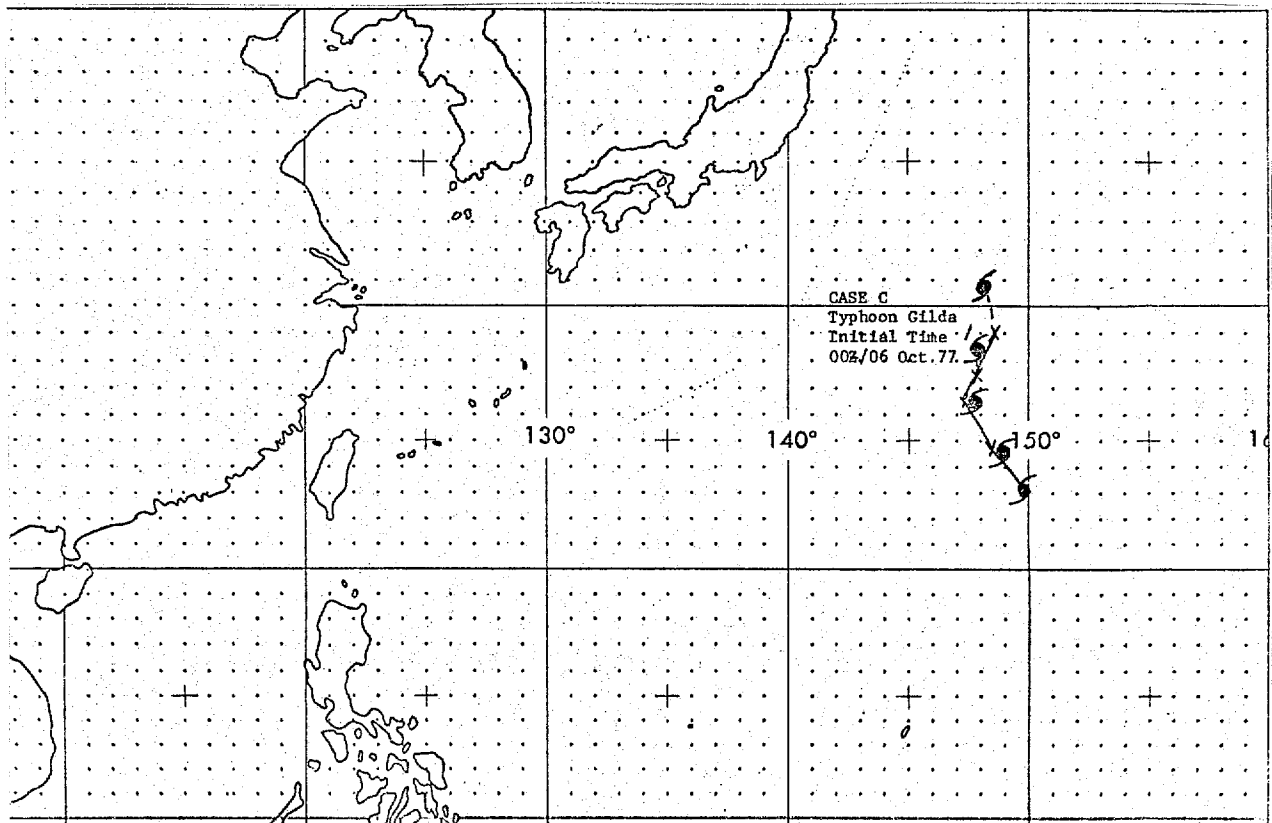 CASE C
Typhoon Gilda
Initial Time
00Z/06 Oct.77.
130°
140°
150°